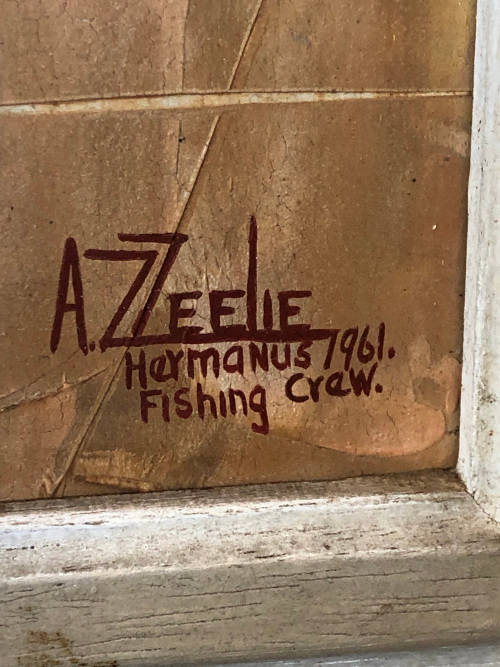 A. ZEELIE
Hermanus 1961.
Fishing Crew.